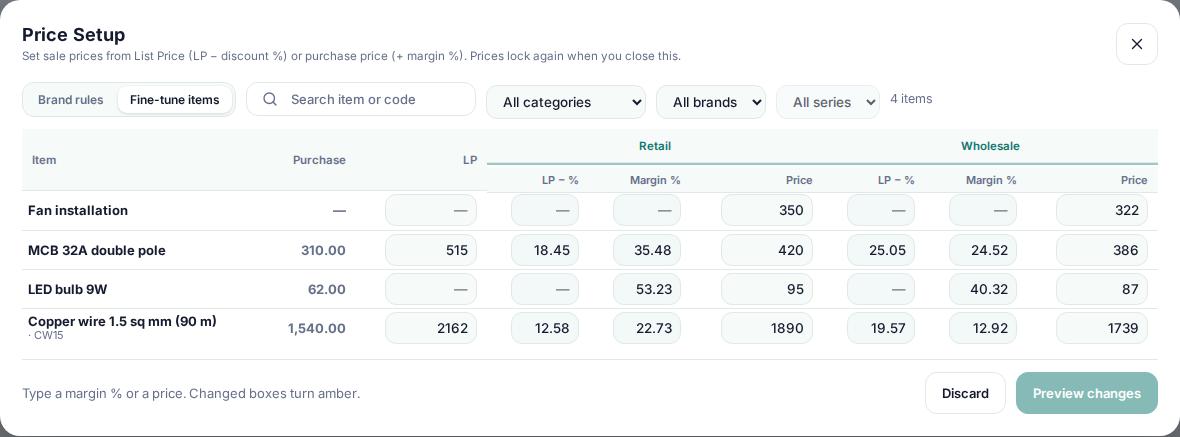 Price Setup
Set sale prices from List Price (LP − discount %) or purchase price (+ margin %). Prices lock again when you close this.
Brand rules Fine-tune items Search item or code All categories All brands All series 4 items
Item Purchase LP Retail Wholesale
LP − % Margin % Price LP − % Margin % Price
Fan installation — — — — 350 — — 322
MCB 32A double pole 310.00 515 18.45 35.48 420 25.05 24.52 386
LED bulb 9W 62.00 — — 53.23 95 — 40.32 87
Copper wire 1.5 sq mm (90 m) 1,540.00 2162 12.58 22.73 1890 19.57 12.92 1739
· CW15
Type a margin % or a price. Changed boxes turn amber. Discard Preview changes